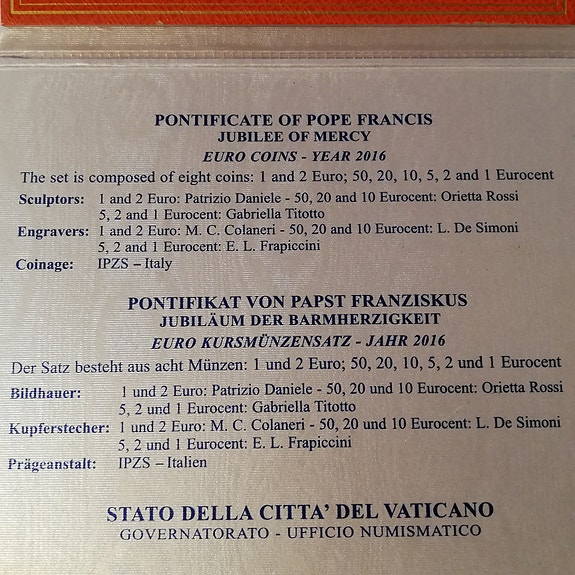 PONTIFICATE OF POPE FRANCIS
JUBILEE OF MERCY
EURO COINS - YEAR 2016
The set is composed of eight coins: 1 and 2 Euro; 50, 20, 10, 5, 2 and 1 Eurocent
Sculptors: 1 and 2 Euro: Patrizio Daniele - 50, 20 and 10 Eurocent: Orietta Rossi
5, 2 and 1 Eurocent: Gabriella Titotto
Engravers: 1 and 2 Euro: M. C. Colaneri - 50, 20 and 10 Eurocent: L. De Simoni
5, 2 and 1 Eurocent: E. L. Frapiccini
Coinage: IPZS – Italy
PONTIFIKAT VON PAPST FRANZISKUS
JUBILÄUM DER BARMHERZIGKEIT
EURO KURSMÜNZENSATZ - JAHR 2016
Der Satz besteht aus acht Münzen: 1 und 2 Euro; 50, 20, 10, 5, 2 und 1 Eurocent
Bildhauer: 1 und 2 Euro: Patrizio Daniele - 50, 20 und 10 Eurocent: Orietta Rossi
5, 2 und 1 Eurocent: Gabriella Titotto
Kupferstecher: 1 und 2 Euro: M. C. Colaneri - 50, 20 und 10 Eurocent: L. De Simoni
5, 2 und 1 Eurocent: E. L. Frapiccini
Prägeanstalt: IPZS – Italien
STATO DELLA CITTA' DEL VATICANO
GOVERNATORATO - UFFICIO NUMISMATICO